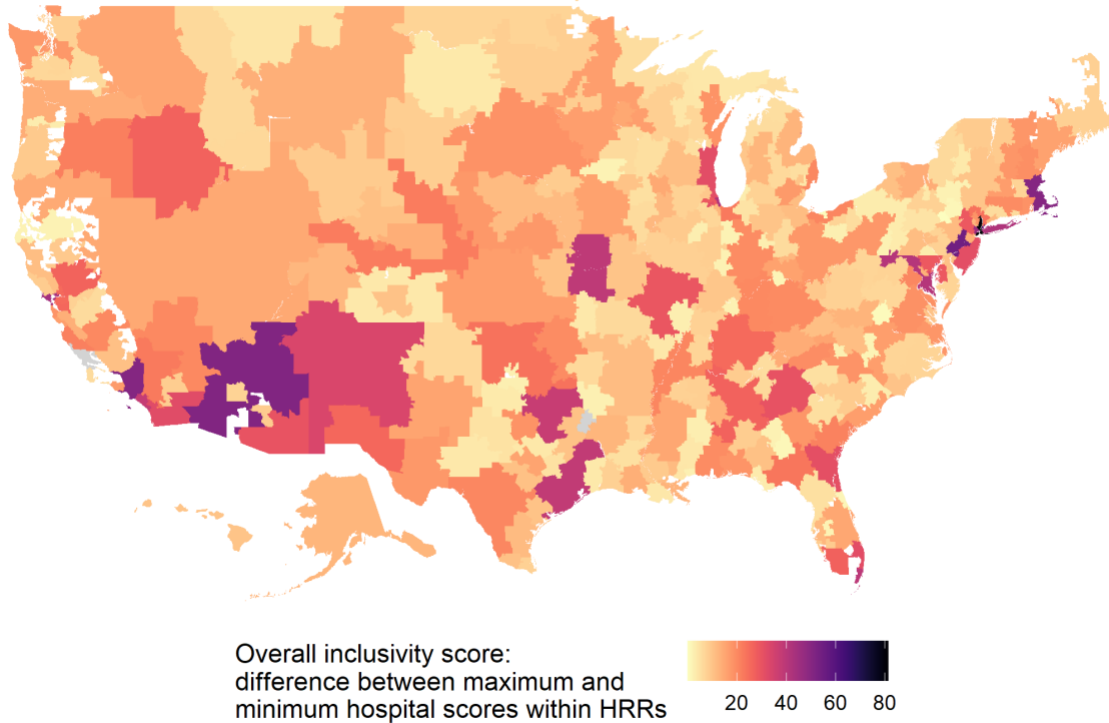 Overall inclusivity score:
difference between maximum and
minimum hospital scores within HRRs
20 40 60 80